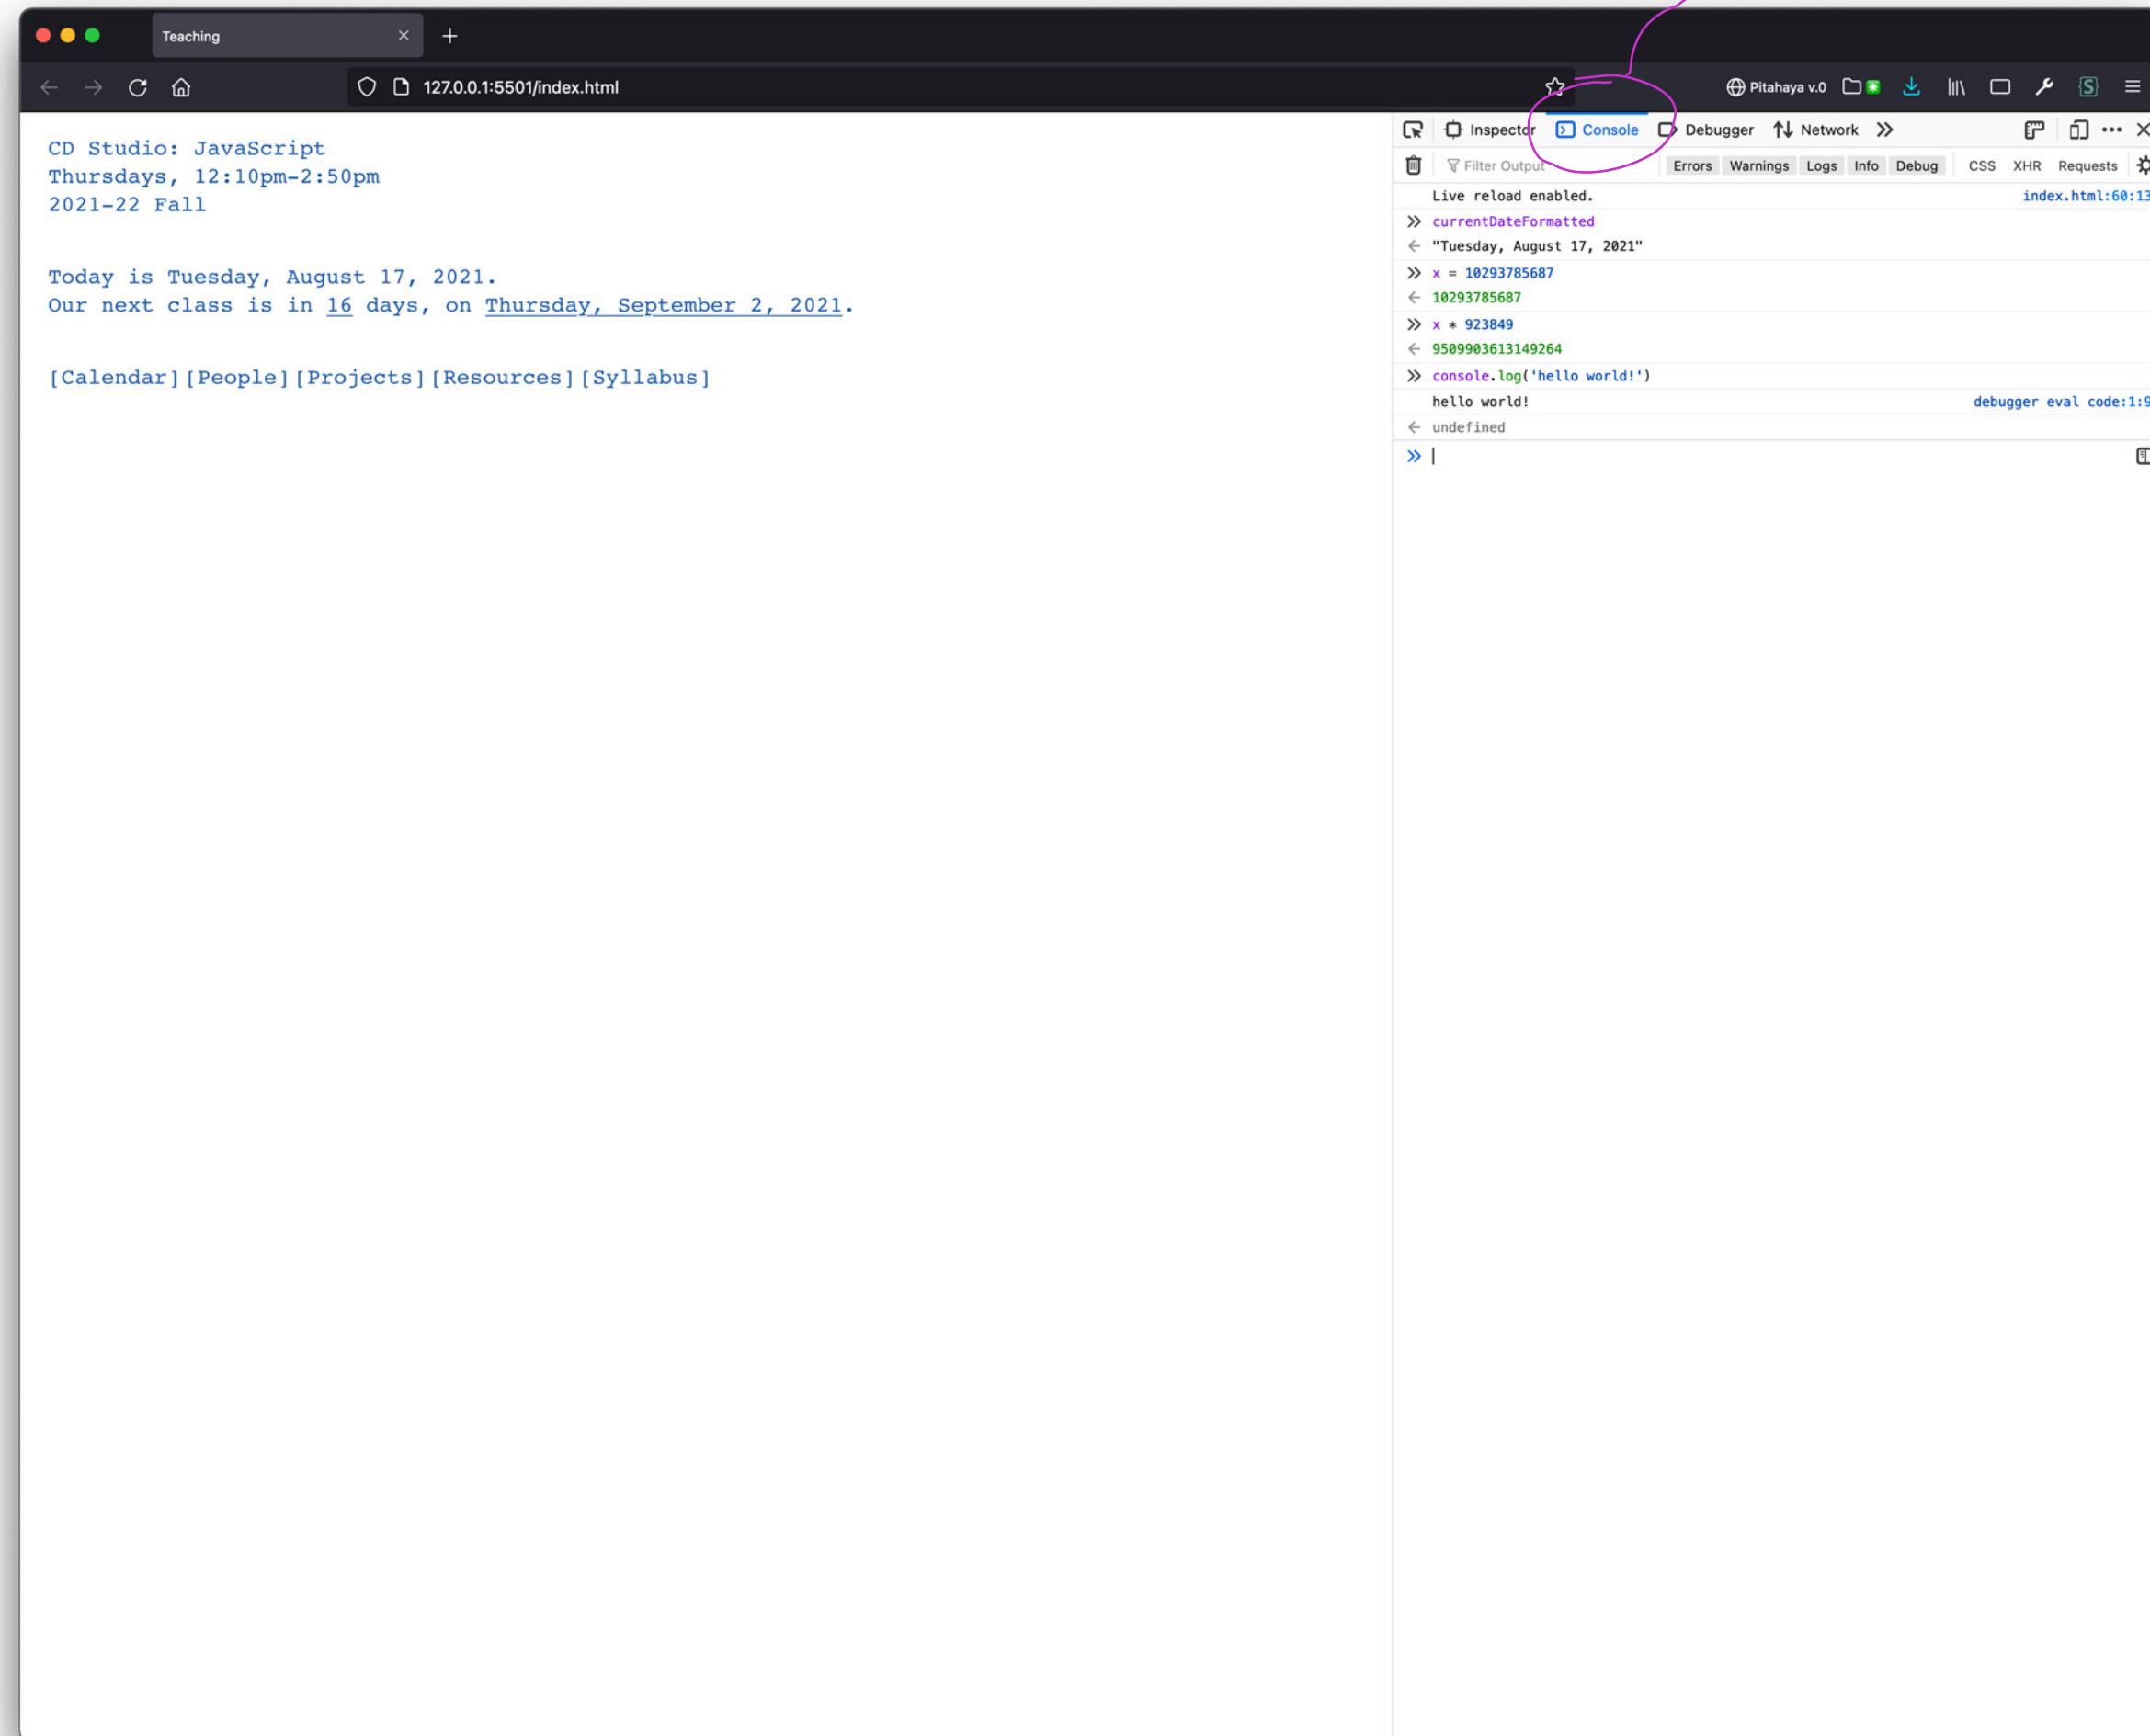 Teaching
127.0.0.1:5501/index.html
Pitahaya v.0
CD Studio: JavaScript
Thursdays, 12:10pm–2:50pm
2021–22 Fall
Today is Tuesday, August 17, 2021.
Our next class is in 16 days, on Thursday, September 2, 2021.
[Calendar][People][Projects][Resources][Syllabus]
Inspector Console Debugger Network
Filter Output Errors Warnings Logs Info Debug CSS XHR Requests
Live reload enabled. index.html:60:13
» currentDateFormatted
← "Tuesday, August 17, 2021"
» x = 10293785687
← 10293785687
» x * 923849
← 9509903613149264
» console.log('hello world!')
hello world! debugger eval code:1:9
← undefined
»